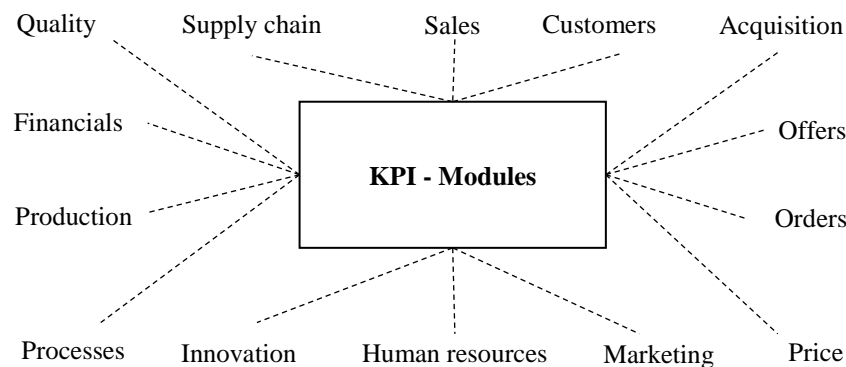 Quality
Supply chain
Sales
Customers
Acquisition
Financials
Offers
KPI - Modules
Production
Orders
Processes
Innovation
Human resources
Marketing
Price